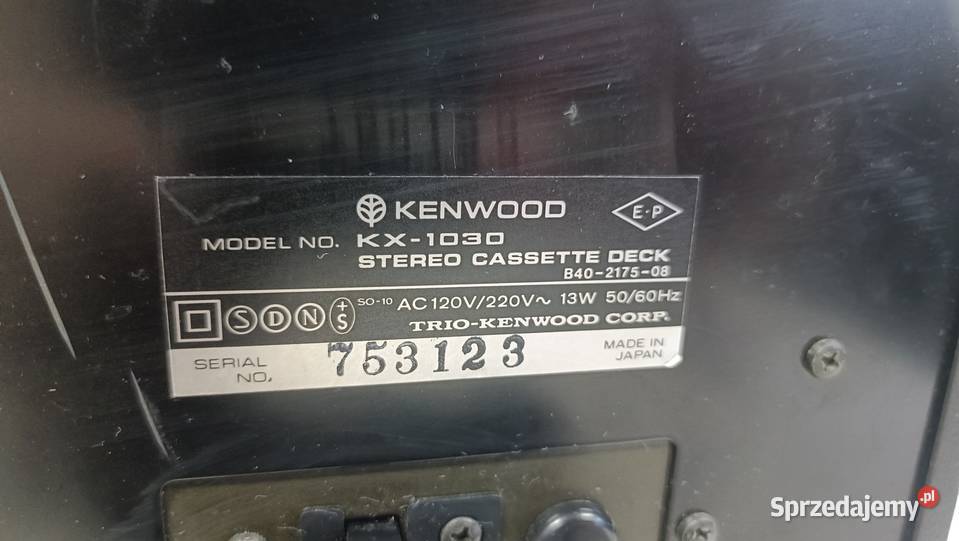 KENWOOD
E·P
MODEL NO. KX-1030
STEREO CASSETTE DECK
B40-2175-08
S D N +S SO-10 AC 120V/220V~ 13W 50/60Hz
TRIO-KENWOOD CORP.
SERIAL NO. 753123
MADE IN JAPAN
Sprzedajemy.pl